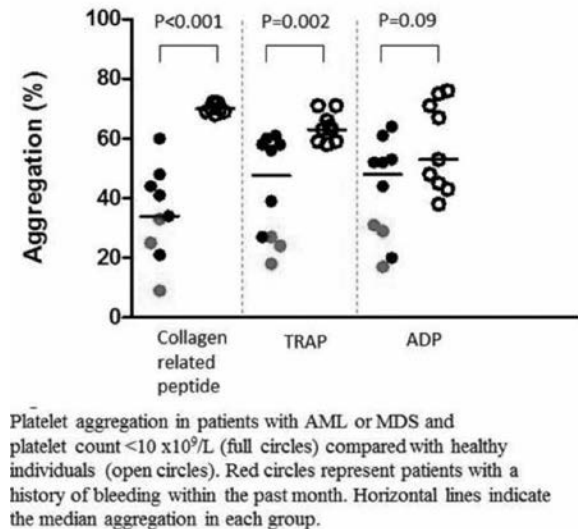 P<0.001 P=0.002 P=0.09
100
80
60
40
20
0
Aggregation (%)
Collagen
related
peptide
TRAP
ADP
Platelet aggregation in patients with AML or MDS and
platelet count <10 x10⁹/L (full circles) compared with healthy
individuals (open circles). Red circles represent patients with a
history of bleeding within the past month. Horizontal lines indicate
the median aggregation in each group.